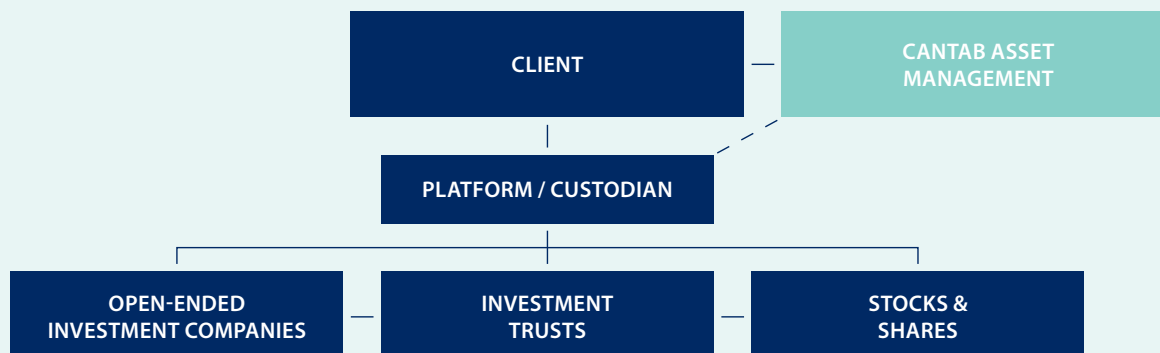 CLIENT
CANTAB ASSET
MANAGEMENT
PLATFORM / CUSTODIAN
OPEN-ENDED
INVESTMENT COMPANIES
INVESTMENT
TRUSTS
STOCKS &
SHARES